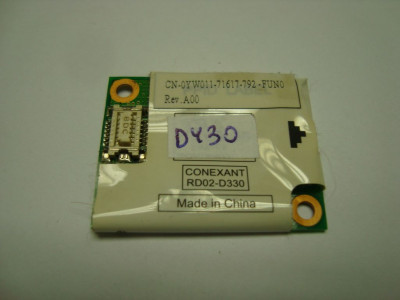 CN-0YW011-71617-792-FUN0
Rev.A00
D430
CONEXANT
RD02-D330
Made in China